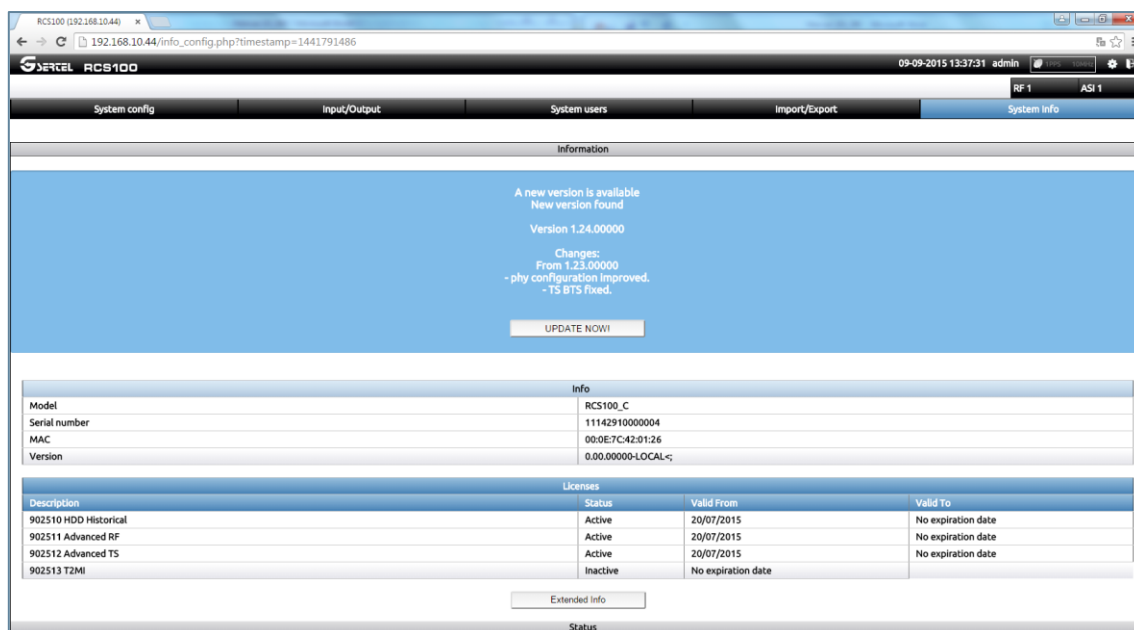 RCS100 (192.168.10.44) ×
192.168.10.44/info_config.php?timestamp=1441791486
SERTEL RCS100 09-09-2015 13:37:31 admin 1PPS 10MHz
RF 1 ASI 1
System config Input/Output System users Import/Export System Info
Information
A new version is available
New version found
Version 1.24.00000
Changes:
From 1.23.00000
- phy configuration improved.
- TS BTS fixed.
UPDATE NOW!
Info
Model RCS100_C
Serial number 11142910000004
MAC 00:0E:7C:42:01:26
Version 0.00.00000-LOCAL<;
Licenses
Description Status Valid From Valid To
902510 HDD Historical Active 20/07/2015 No expiration date
902511 Advanced RF Active 20/07/2015 No expiration date
902512 Advanced TS Active 20/07/2015 No expiration date
902513 T2MI Inactive No expiration date
Extended Info
Status